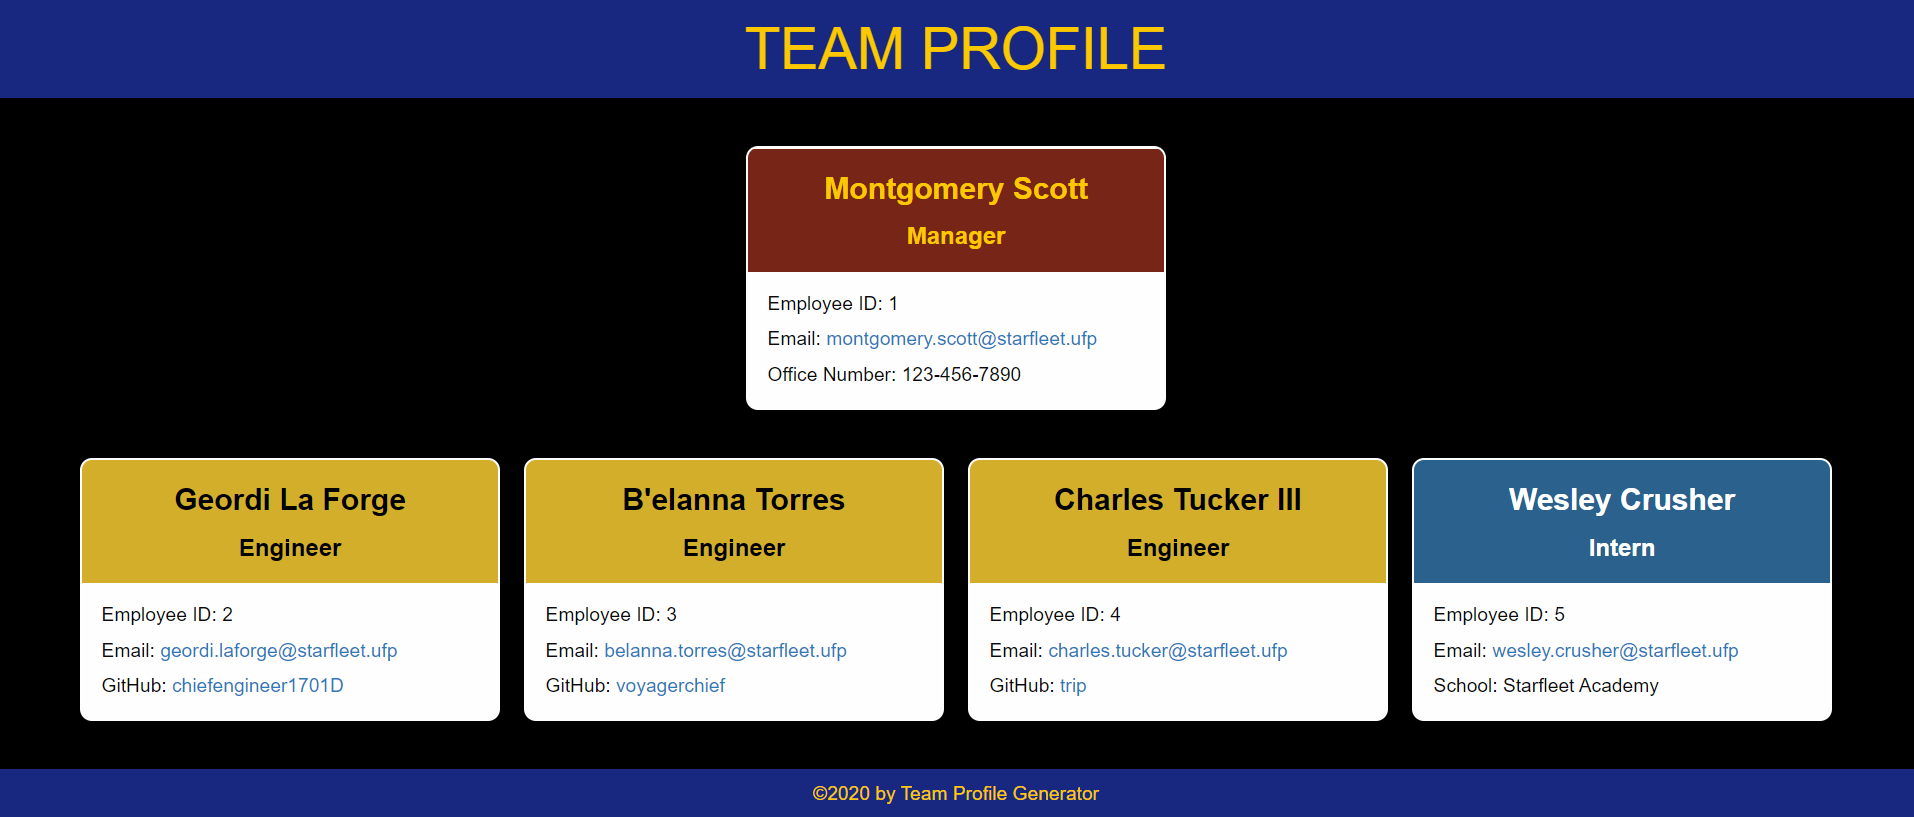 TEAM PROFILE
Montgomery Scott
Manager
Employee ID: 1
Email: montgomery.scott@starfleet.ufp
Office Number: 123-456-7890
Geordi La Forge
Engineer
Employee ID: 2
Email: geordi.laforge@starfleet.ufp
GitHub: chiefengineer1701D
B'elanna Torres
Engineer
Employee ID: 3
Email: belanna.torres@starfleet.ufp
GitHub: voyagerchief
Charles Tucker III
Engineer
Employee ID: 4
Email: charles.tucker@starfleet.ufp
GitHub: trip
Wesley Crusher
Intern
Employee ID: 5
Email: wesley.crusher@starfleet.ufp
School: Starfleet Academy
©2020 by Team Profile Generator